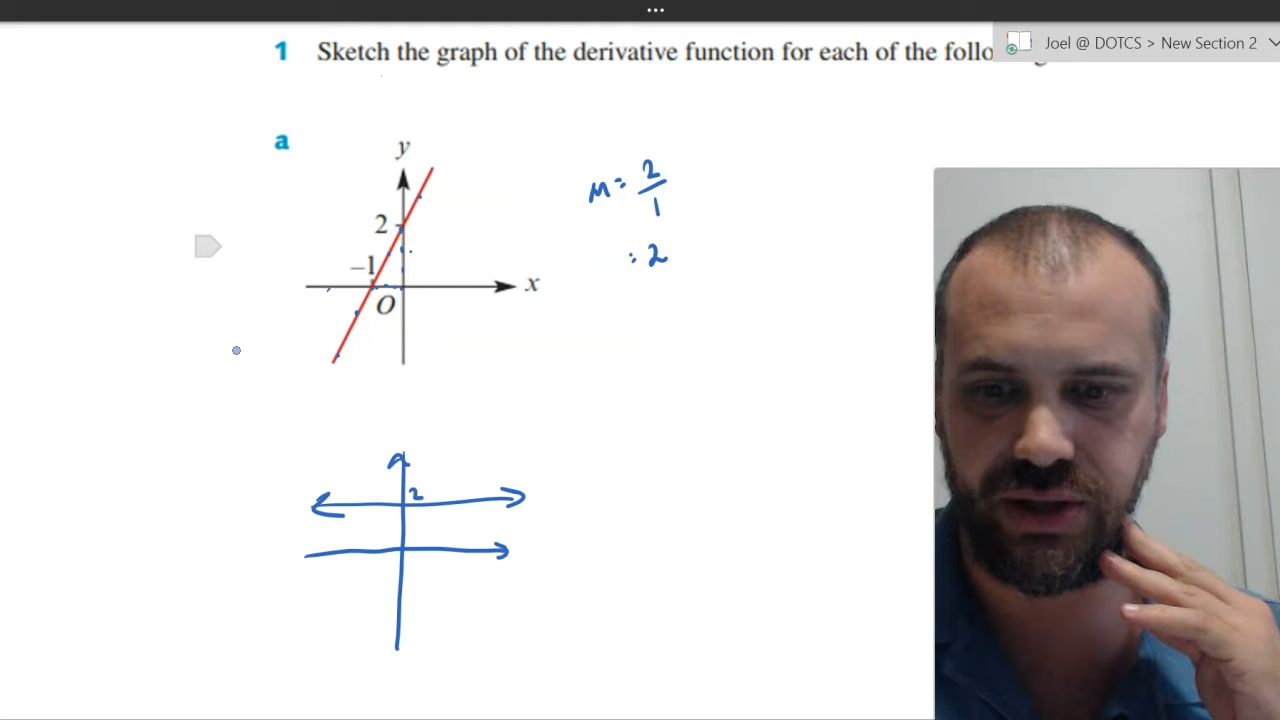 1 Sketch the graph of the derivative function for each of the follo
Joel @ DOTCS > New Section 2
a
y
2
-1
O
x
m = 2/1
: 2
2